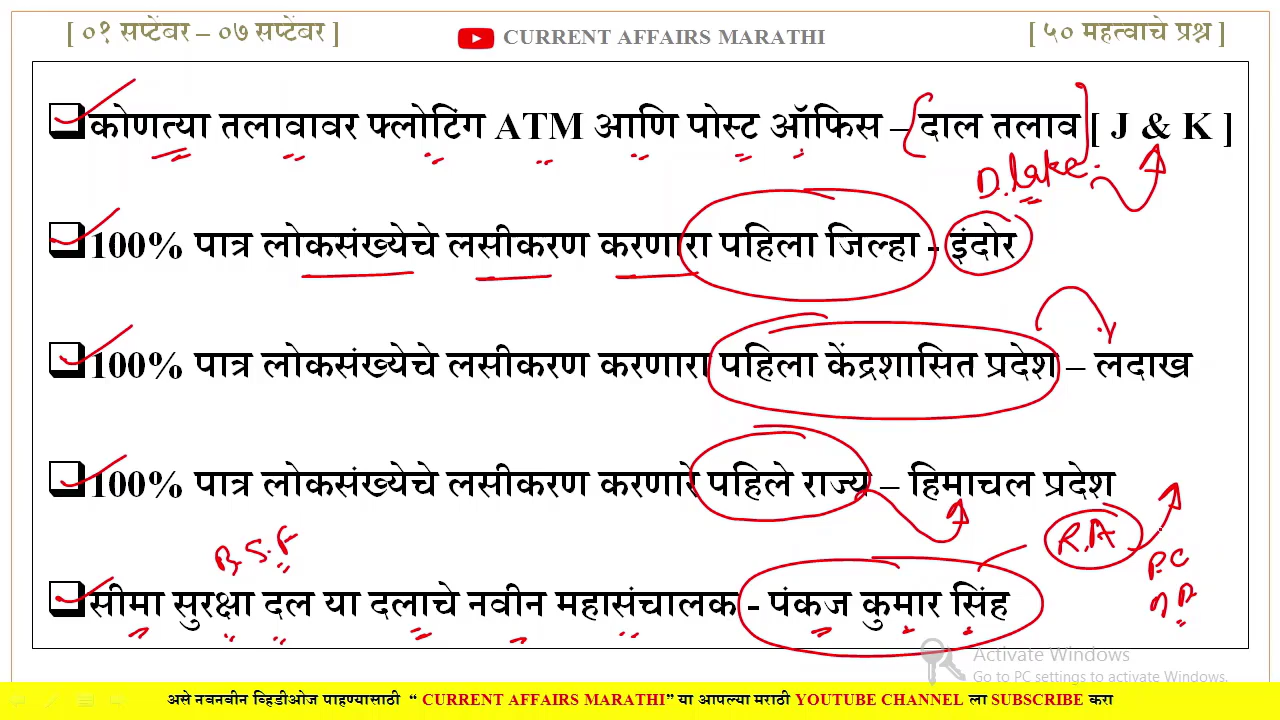 [ ०१ सप्टेंबर – ०७ सप्टेंबर ]
CURRENT AFFAIRS MARATHI
[ ५० महत्वाचे प्रश्न ]
कोणत्या तलावावर फ्लोटिंग ATM आणि पोस्ट ऑफिस – दाल तलाव [ J & K ]
D. lake.
100% पात्र लोकसंख्येचे लसीकरण करणारा पहिला जिल्हा - इंदोर
100% पात्र लोकसंख्येचे लसीकरण करणारा पहिला केंद्रशासित प्रदेश – लदाख
100% पात्र लोकसंख्येचे लसीकरण करणारे पहिले राज्य – हिमाचल प्रदेश
B.S.F
R.A
सीमा सुरक्षा दल या दलाचे नवीन महासंचालक - पंकज कुमार सिंह
Activate Windows
Go to PC settings to activate Windows.
असे नवनवीन व्हिडीओज पाहण्यासाठी “ CURRENT AFFAIRS MARATHI” या आपल्या मराठी YOUTUBE CHANNEL ला SUBSCRIBE करा